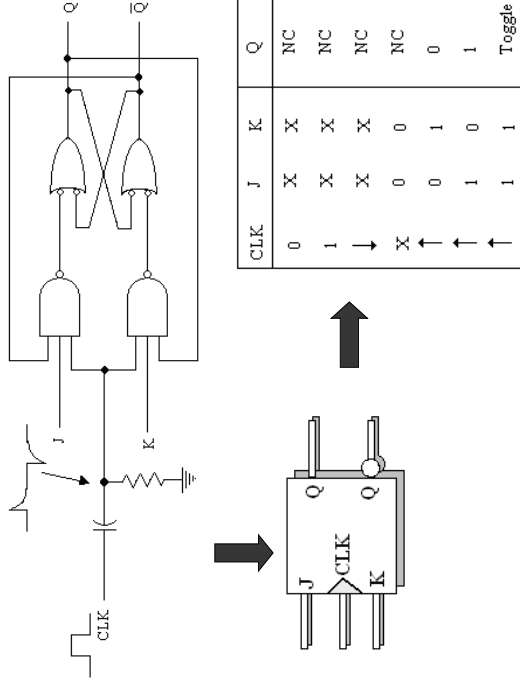 CLK
J
K
Q
Q̅
J
CLK
K
Q
Q
CLK J K Q
0 X X NC
1 X X NC
↓ X X NC
X 0 0 NC
↑ 0 1 0
↑ 1 0 1
↑ 1 1 Toggle